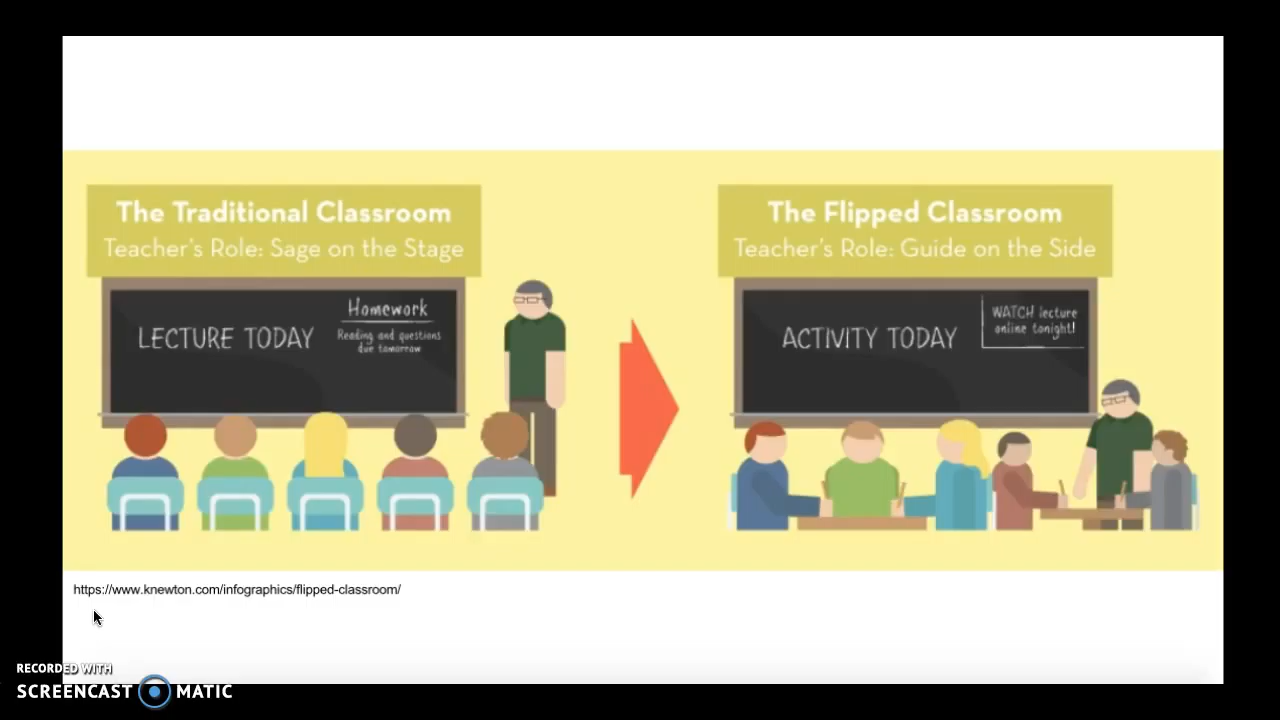 The Traditional Classroom
Teacher's Role: Sage on the Stage
LECTURE TODAY
Homework
Reading and questions
due tomorrow
The Flipped Classroom
Teacher's Role: Guide on the Side
ACTIVITY TODAY
WATCH lecture
online tonight!
https://www.knewton.com/infographics/flipped-classroom/
RECORDED WITH
SCREENCAST MATIC